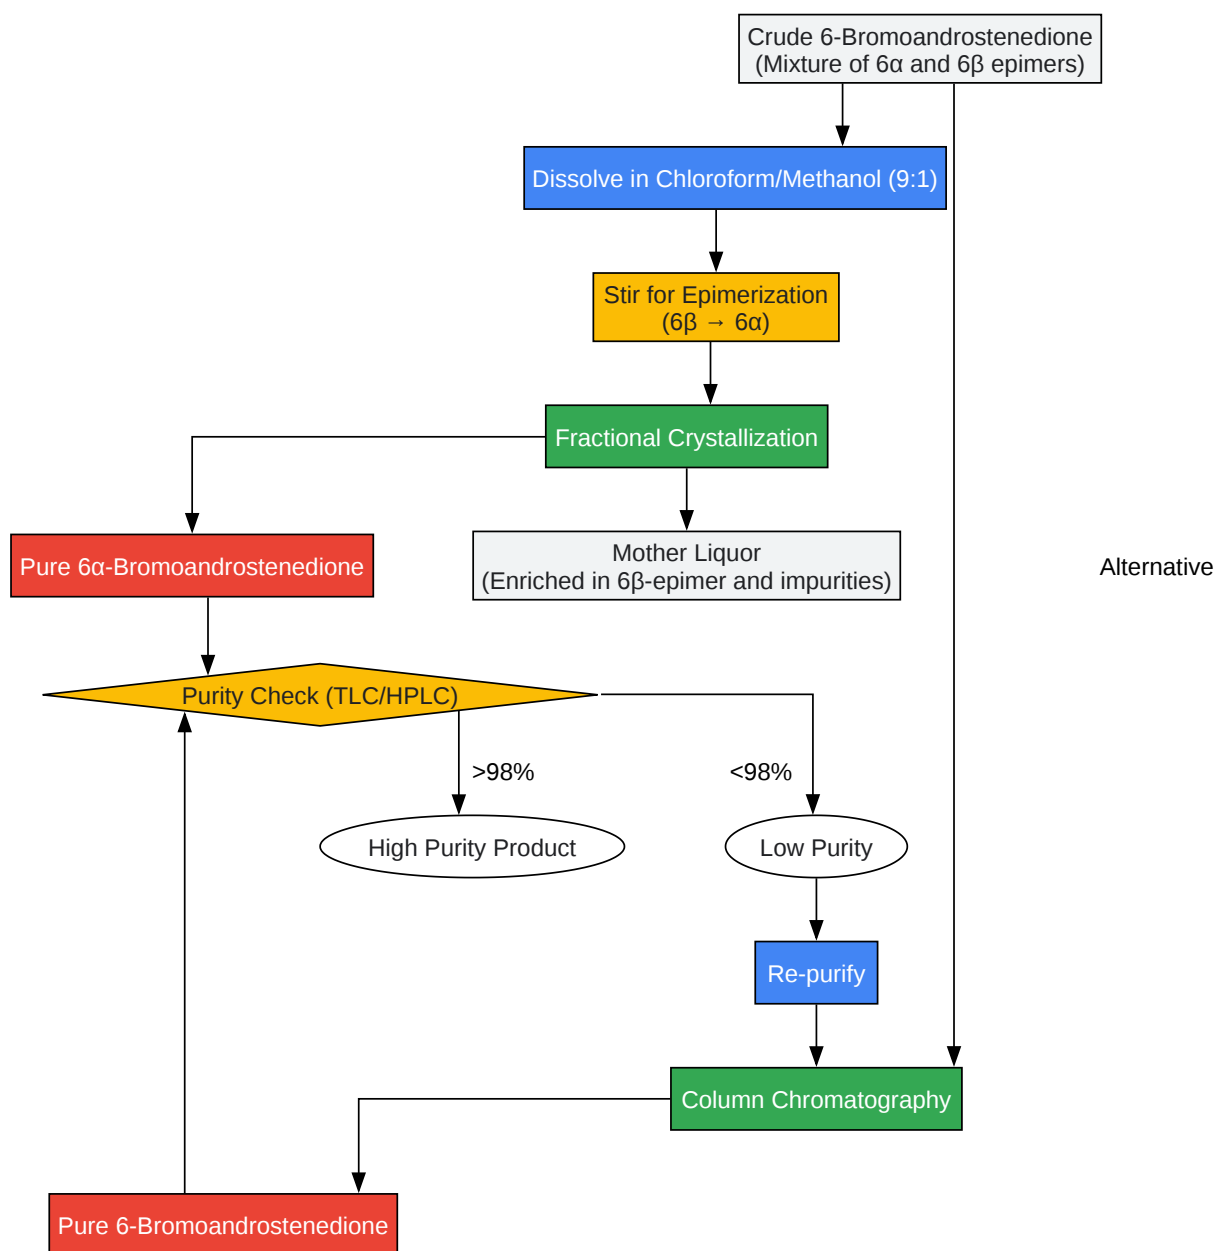 Crude 6-Bromoandrostenedione
(Mixture of 6α and 6β epimers)
Dissolve in Chloroform/Methanol (9:1)
Stir for Epimerization
(6β → 6α)
Fractional Crystallization
Pure 6α-Bromoandrostenedione
Mother Liquor
(Enriched in 6β-epimer and impurities)
Alternative
Purity Check (TLC/HPLC)
>98%
<98%
High Purity Product
Low Purity
Re-purify
Column Chromatography
Pure 6-Bromoandrostenedione